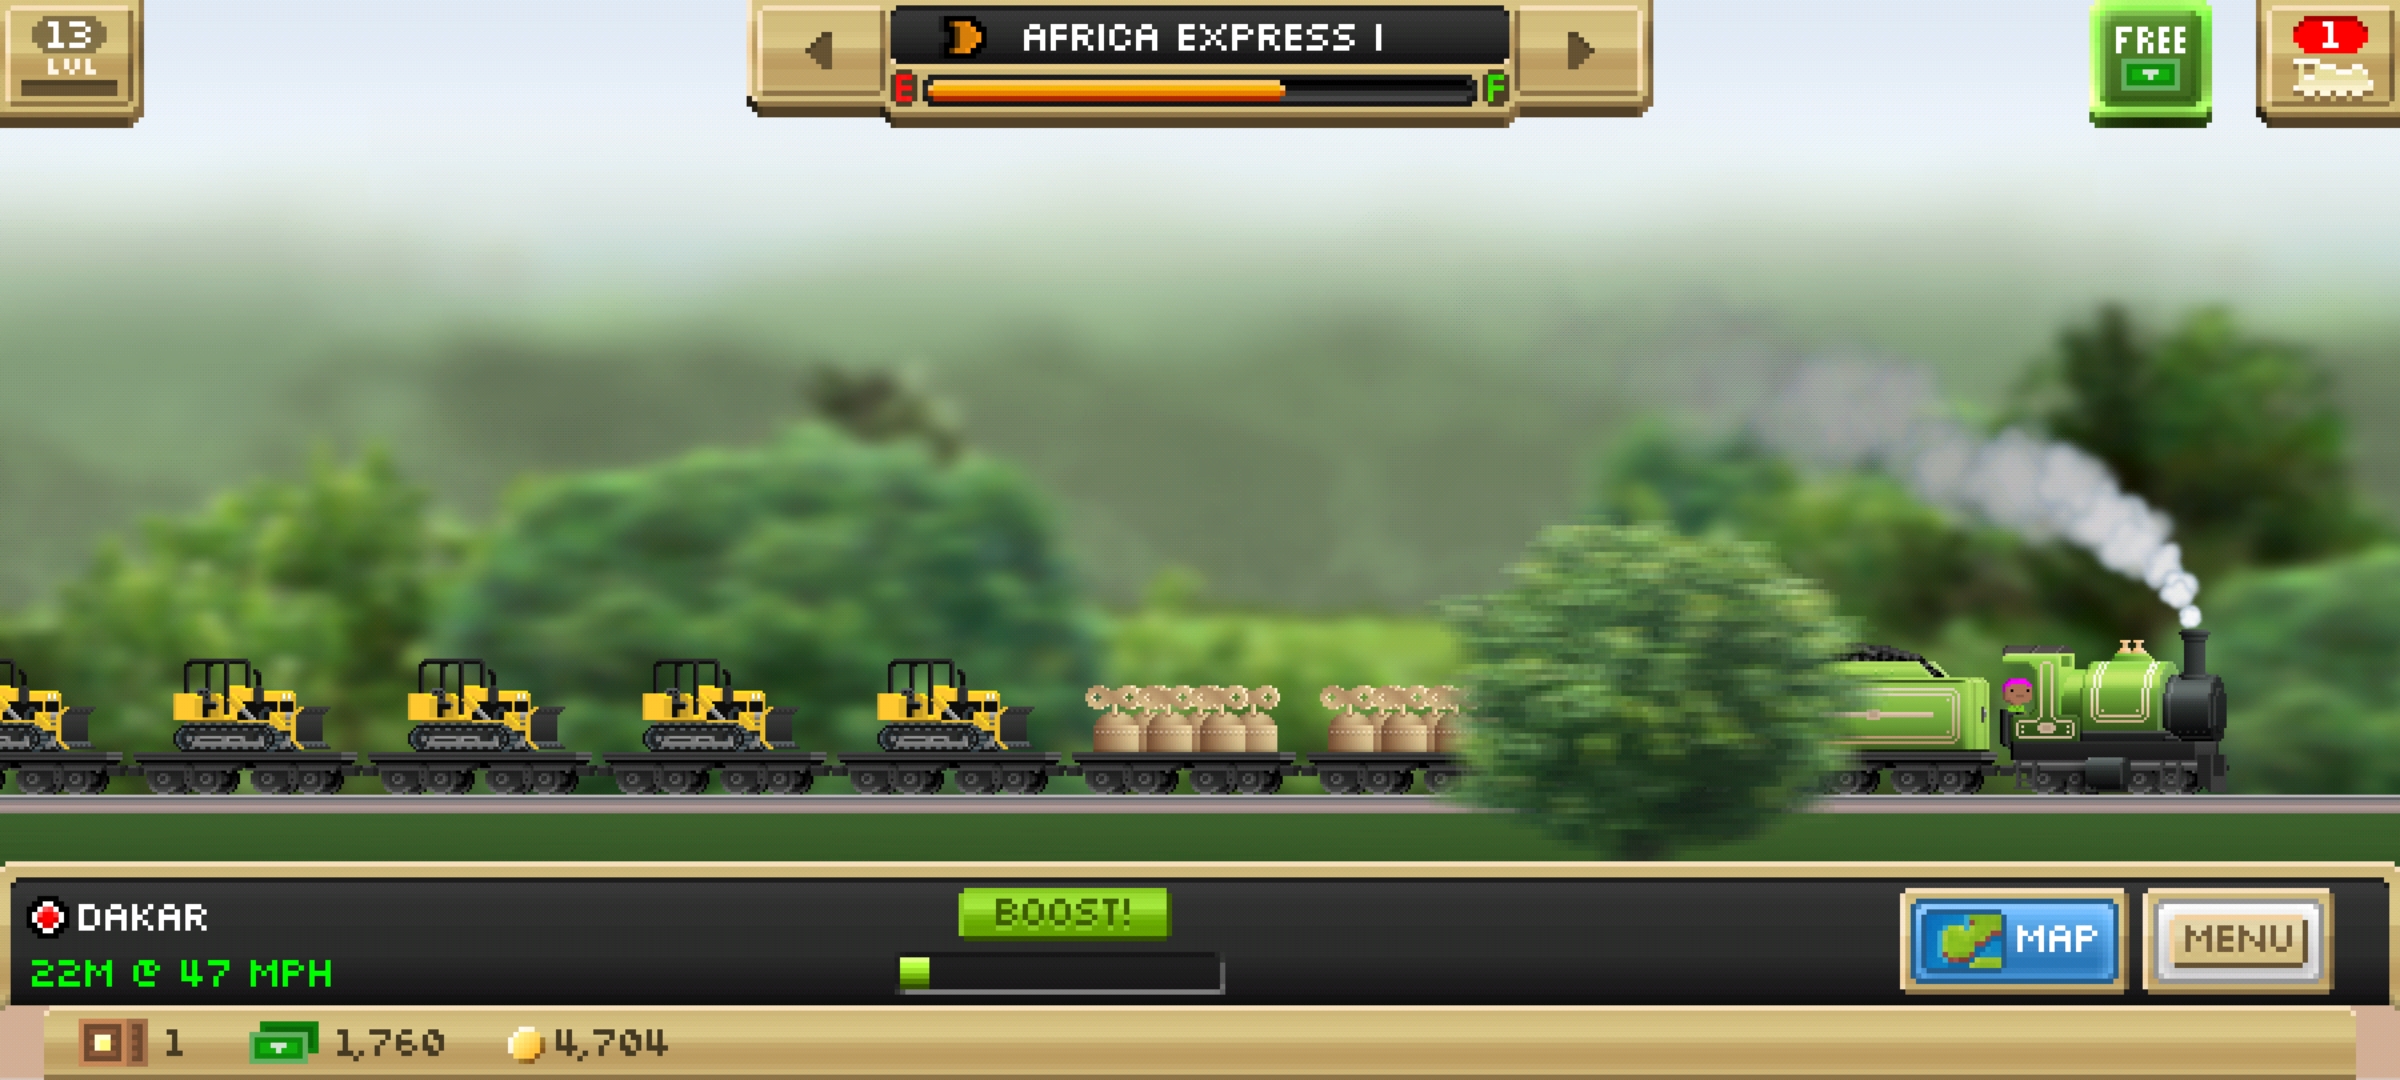 13
LVL
AFRICA EXPRESS I
E F
FREE
1
DAKAR
22M @ 47 MPH
BOOST!
MAP
MENU
1 1,760 4,704